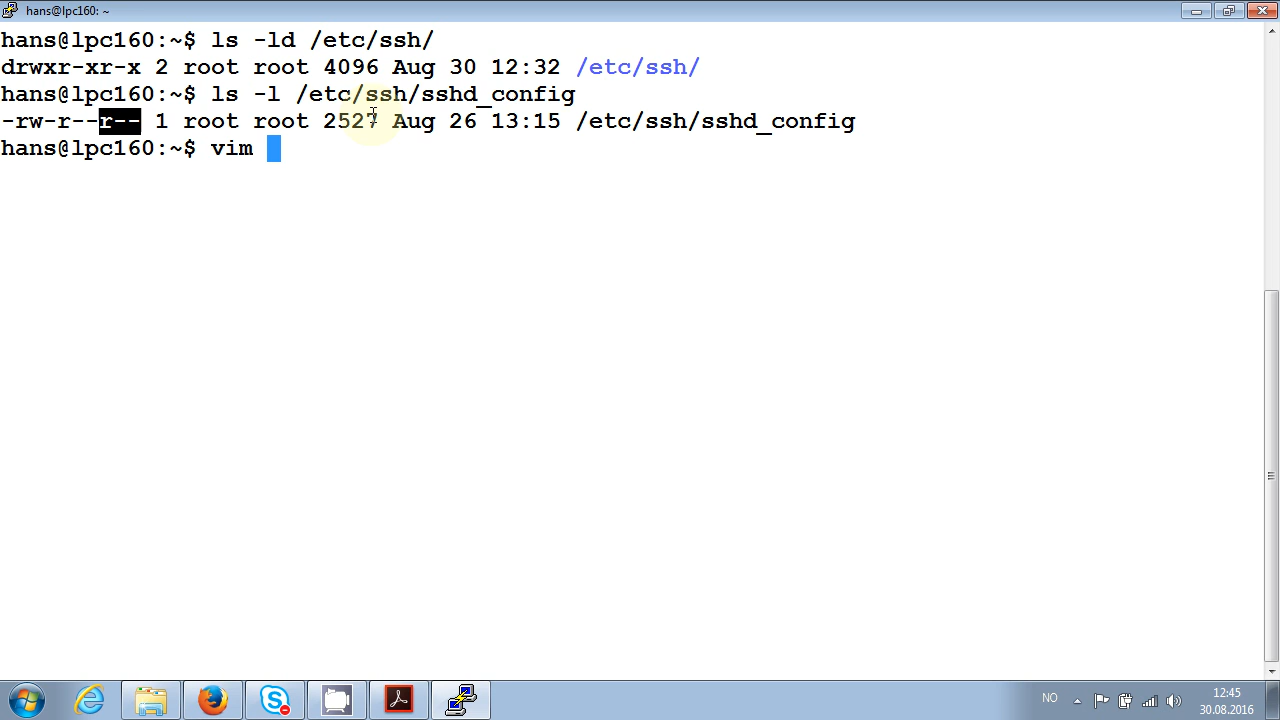 hans@lpc160: ~
hans@lpc160:~$ ls -ld /etc/ssh/
drwxr-xr-x 2 root root 4096 Aug 30 12:32 /etc/ssh/
hans@lpc160:~$ ls -l /etc/ssh/sshd_config
-rw-r--r-- 1 root root 2527 Aug 26 13:15 /etc/ssh/sshd_config
hans@lpc160:~$ vim
NO
12:45
30.08.2016